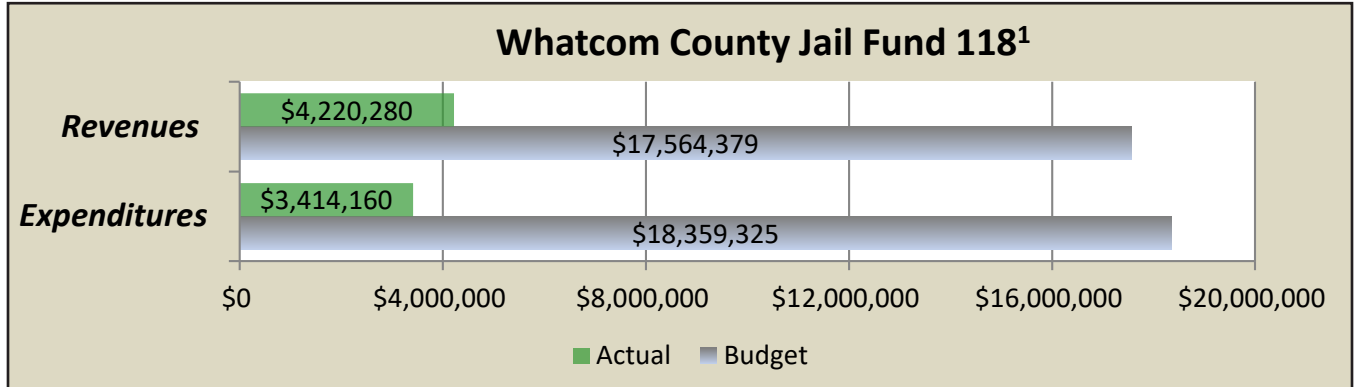 Whatcom County Jail Fund 118¹
Revenues
$4,220,280
$17,564,379
Expenditures
$3,414,160
$18,359,325
$0 $4,000,000 $8,000,000 $12,000,000 $16,000,000 $20,000,000
Actual Budget